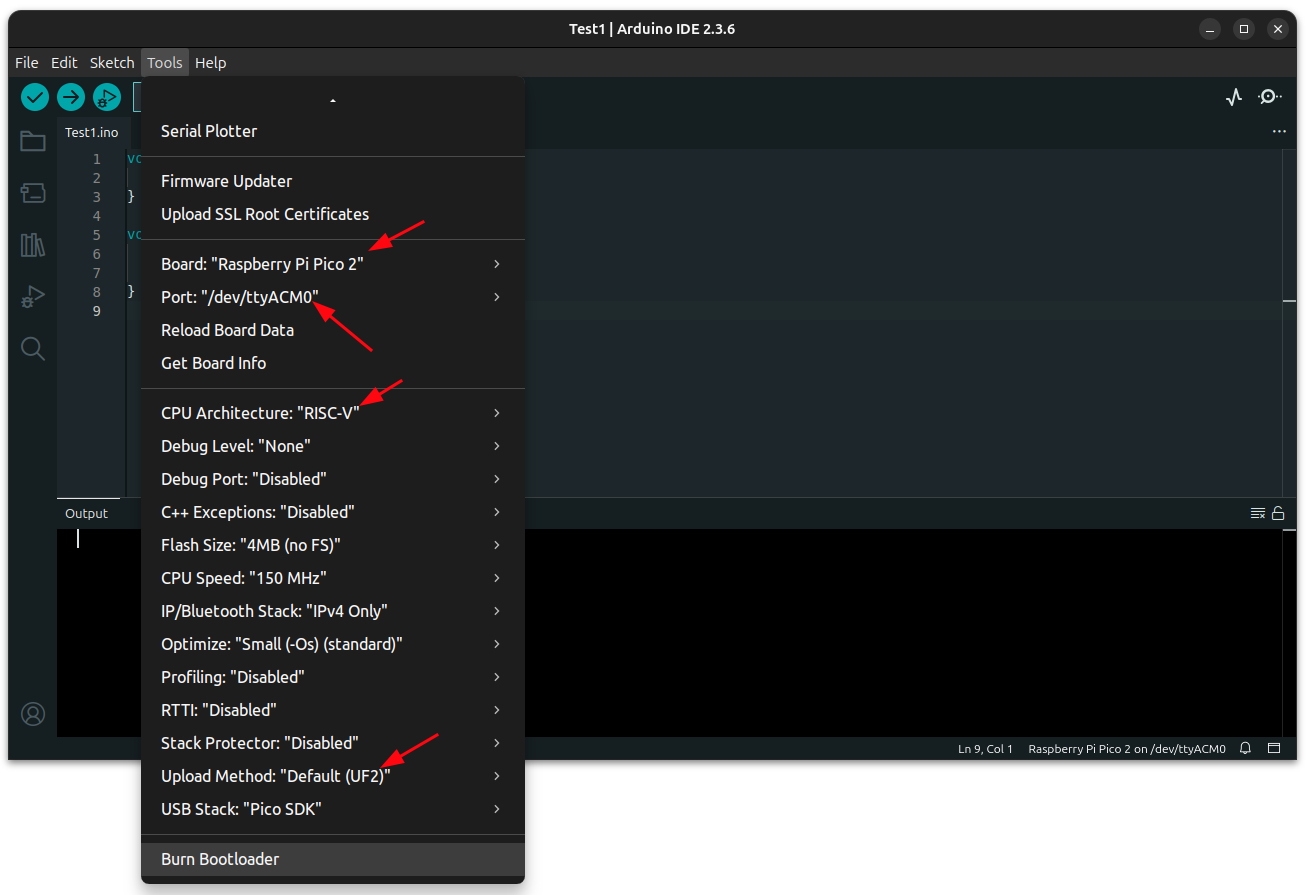 Test1 | Arduino IDE 2.3.6
File Edit Sketch Tools Help
Test1.ino
1 vo
2
3 }
4
5 vo
6
7
8 }
9
Serial Plotter
Firmware Updater
Upload SSL Root Certificates
Board: "Raspberry Pi Pico 2"
Port: "/dev/ttyACM0"
Reload Board Data
Get Board Info
CPU Architecture: "RISC-V"
Debug Level: "None"
Debug Port: "Disabled"
C++ Exceptions: "Disabled"
Flash Size: "4MB (no FS)"
CPU Speed: "150 MHz"
IP/Bluetooth Stack: "IPv4 Only"
Optimize: "Small (-Os) (standard)"
Profiling: "Disabled"
RTTI: "Disabled"
Stack Protector: "Disabled"
Upload Method: "Default (UF2)"
USB Stack: "Pico SDK"
Burn Bootloader
Output
Ln 9, Col 1 Raspberry Pi Pico 2 on /dev/ttyACM0